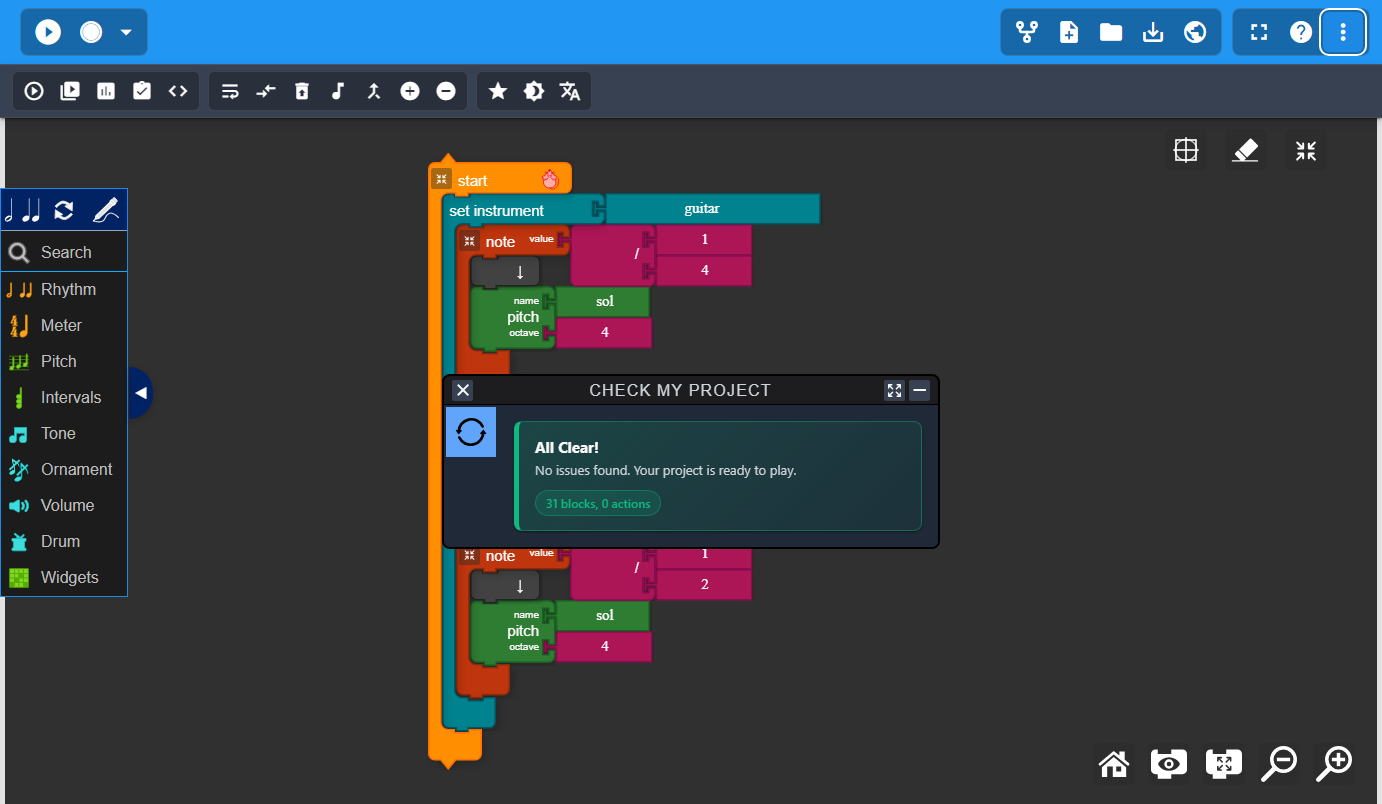 start
set instrument
guitar
note
value
/
1
4
↓
name
sol
pitch
octave
4
Search
Rhythm
Meter
Pitch
Intervals
Tone
Ornament
Volume
Drum
Widgets
CHECK MY PROJECT
All Clear!
No issues found. Your project is ready to play.
31 blocks, 0 actions
note
value
/
1
2
↓
name
sol
pitch
octave
4